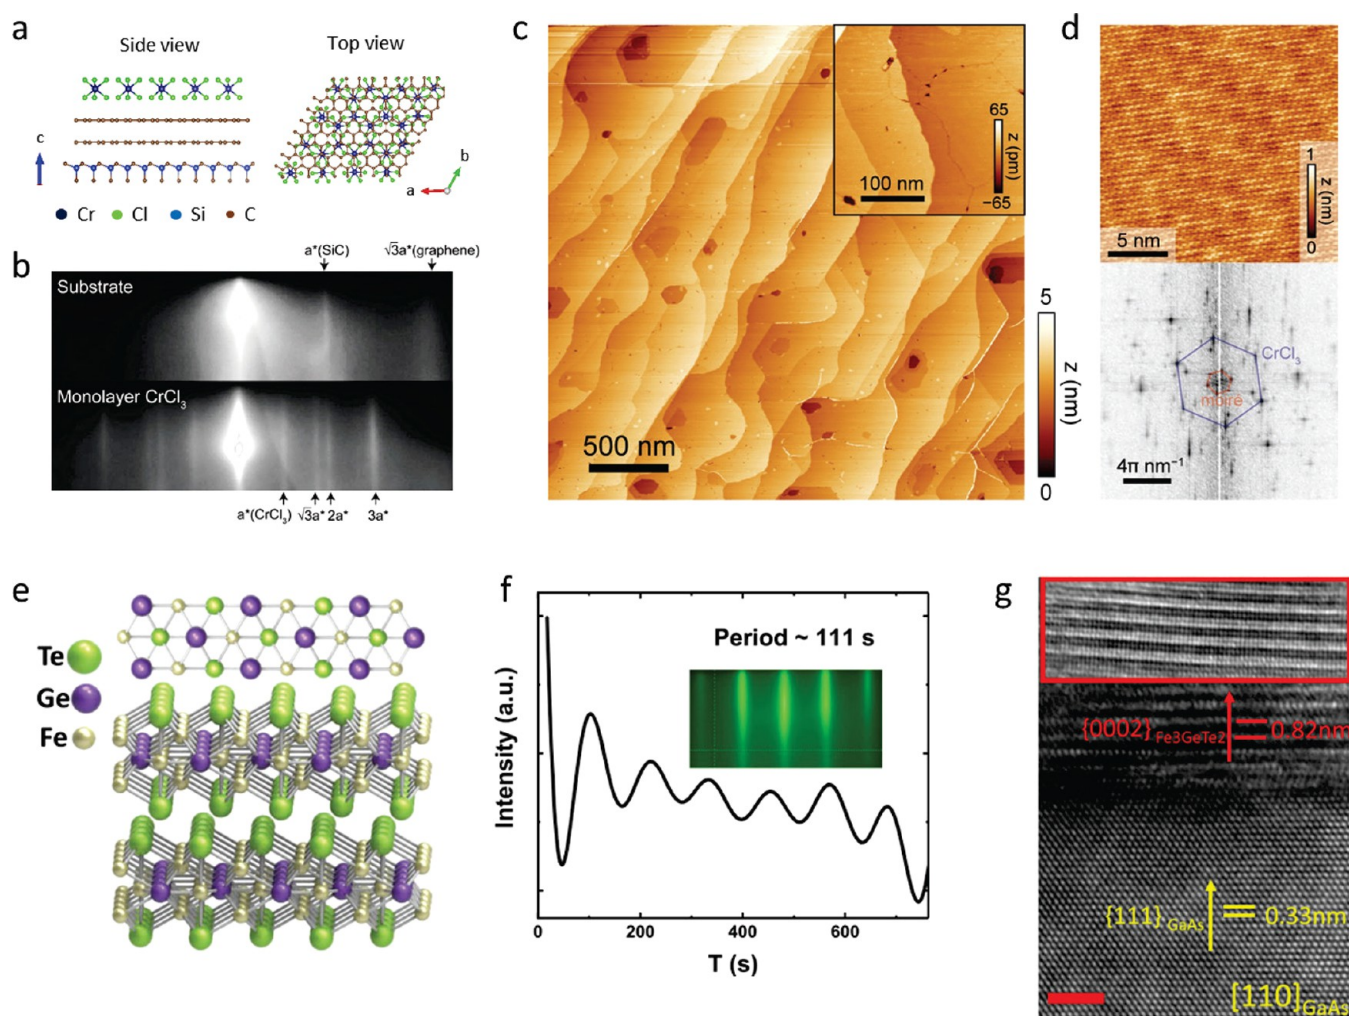 a
Side view
Top view
c
b
a
Cr
Cl
Si
C
b
a*(SiC)
√3a*(graphene)
Substrate
Monolayer CrCl₃
a*(CrCl₃)
√3a*
2a*
3a*
c
65
z (pm)
−65
100 nm
500 nm
5
z (nm)
0
d
1
z (nm)
0
5 nm
CrCl₃
moiré
4π nm⁻¹
e
Te
Ge
Fe
f
Period ~ 111 s
Intensity (a.u.)
0
200
400
600
T (s)
g
{0002} Fe3GeTe2
0.82nm
{111} GaAs
0.33nm
[110]GaAs